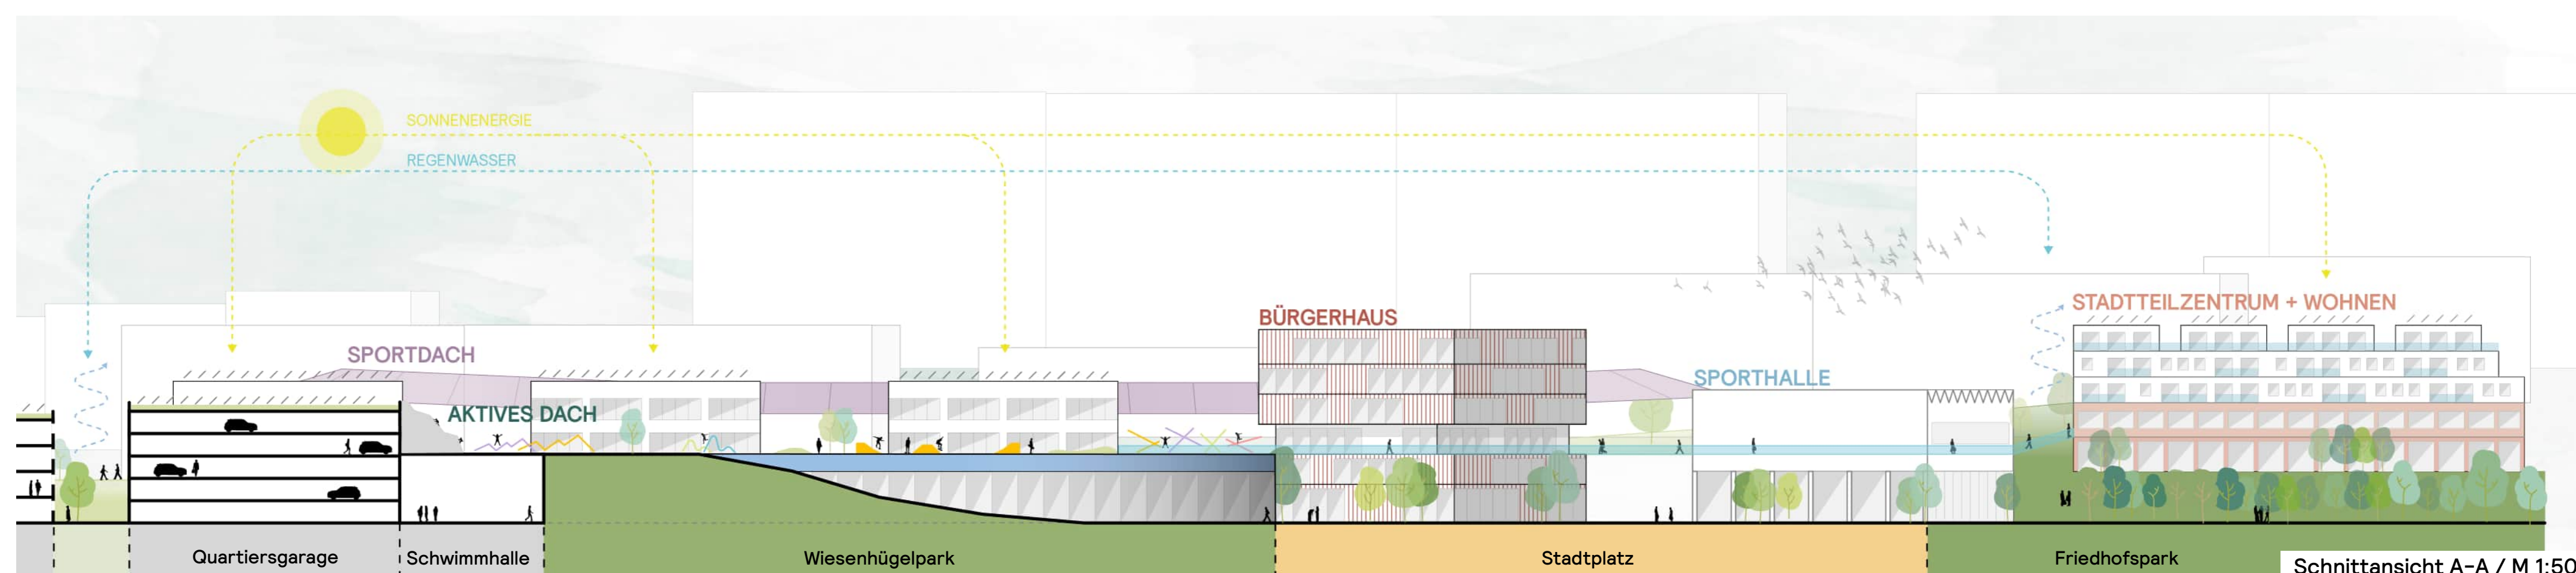 SONNENENERGIE
REGENWASSER
BÜRGERHAUS
STADTTEILZENTRUM + WOHNEN
SPORTDACH
SPORTHALLE
AKTIVES DACH
Quartiersgarage
Schwimmhalle
Wiesenhügelpark
Stadtplatz
Friedhofspark
Schnittansicht A-A / M 1:50